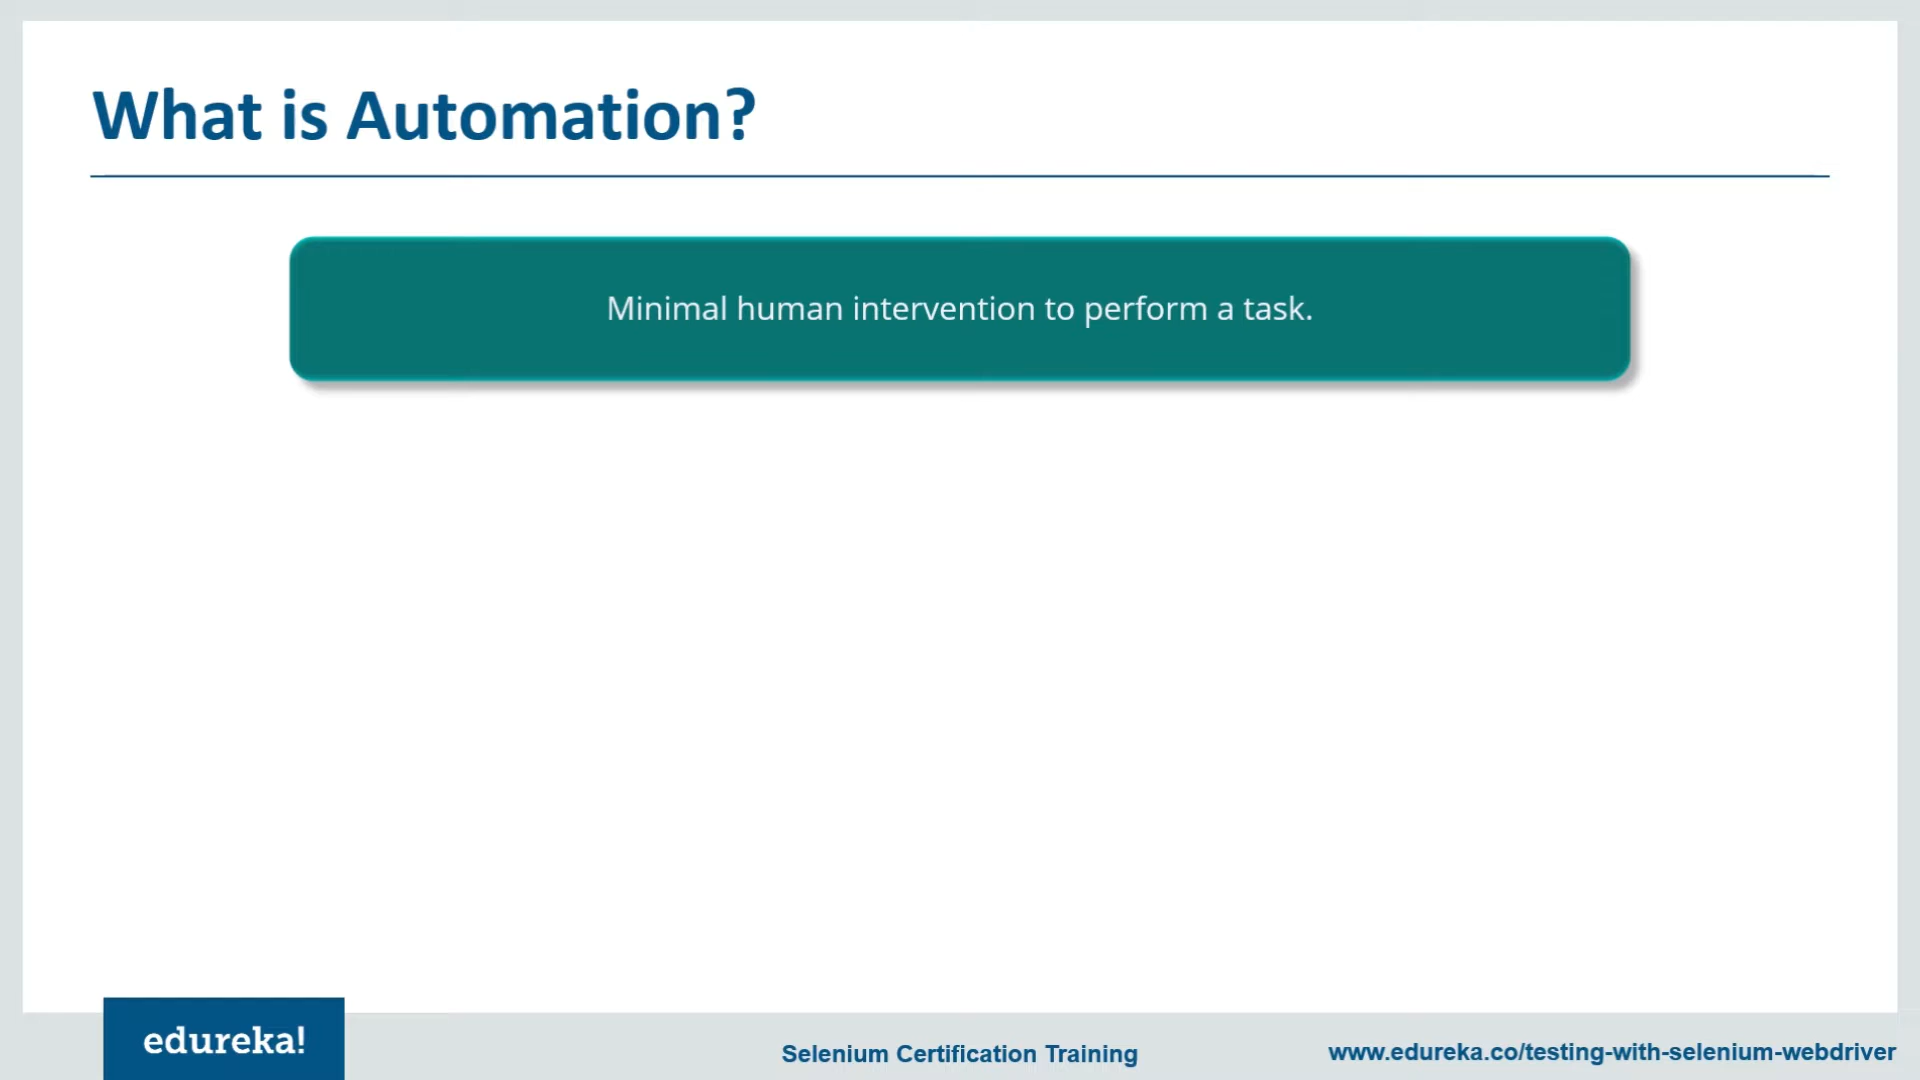 What is Automation?
Minimal human intervention to perform a task.
edureka!
Selenium Certification Training
www.edureka.co/testing-with-selenium-webdriver